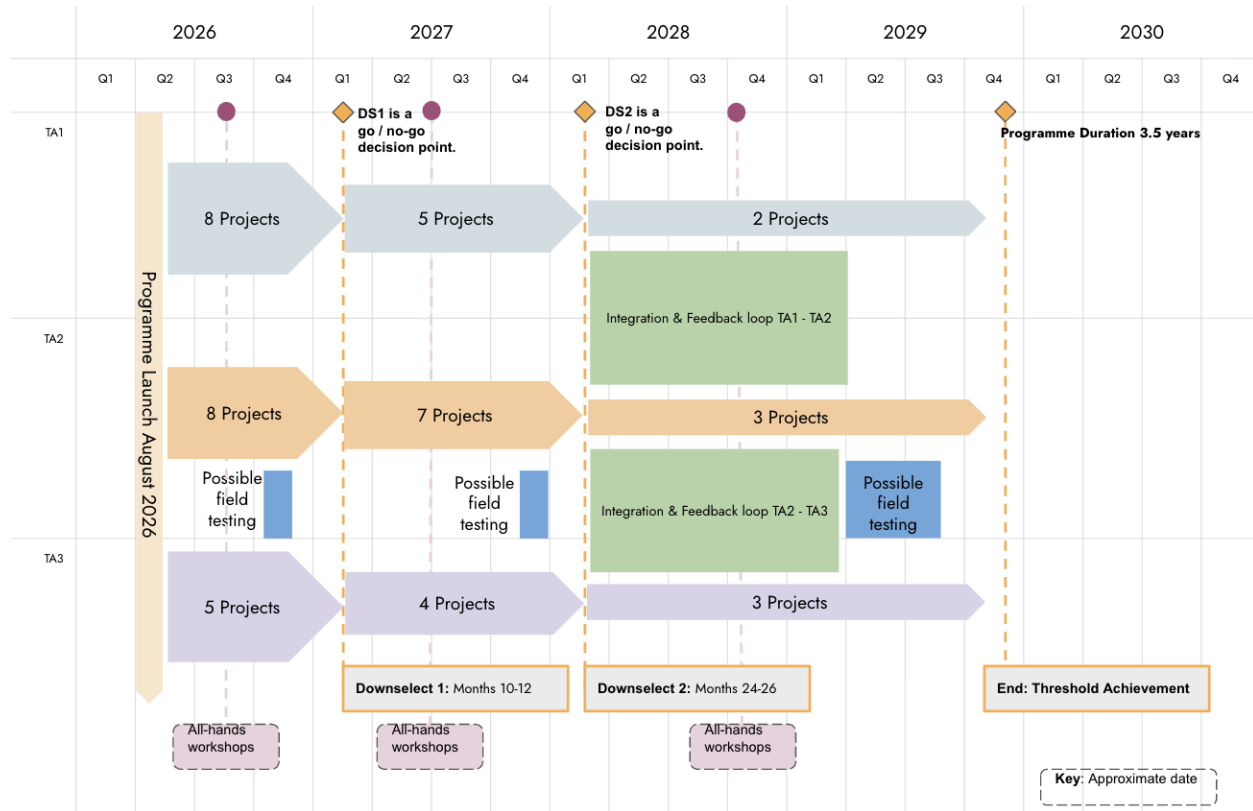 2026
2027
2028
2029
2030
Q1
Q2
Q3
Q4
Q1
Q2
Q3
Q4
Q1
Q2
Q3
Q4
Q1
Q2
Q3
Q4
Q1
Q2
Q3
Q4
DS1 is a
go / no-go
decision point.
DS2 is a
go / no-go
decision point.
Programme Duration 3.5 years
TA1
8 Projects
5 Projects
2 Projects
Programme Launch August 2026
Integration & Feedback loop TA1 - TA2
TA2
8 Projects
7 Projects
3 Projects
Possible
field
testing
Possible
field
testing
Integration & Feedback loop TA2 - TA3
Possible
field
testing
TA3
5 Projects
4 Projects
3 Projects
Downselect 1: Months 10-12
Downselect 2: Months 24-26
End: Threshold Achievement
All-hands
workshops
All-hands
workshops
All-hands
workshops
Key: Approximate date